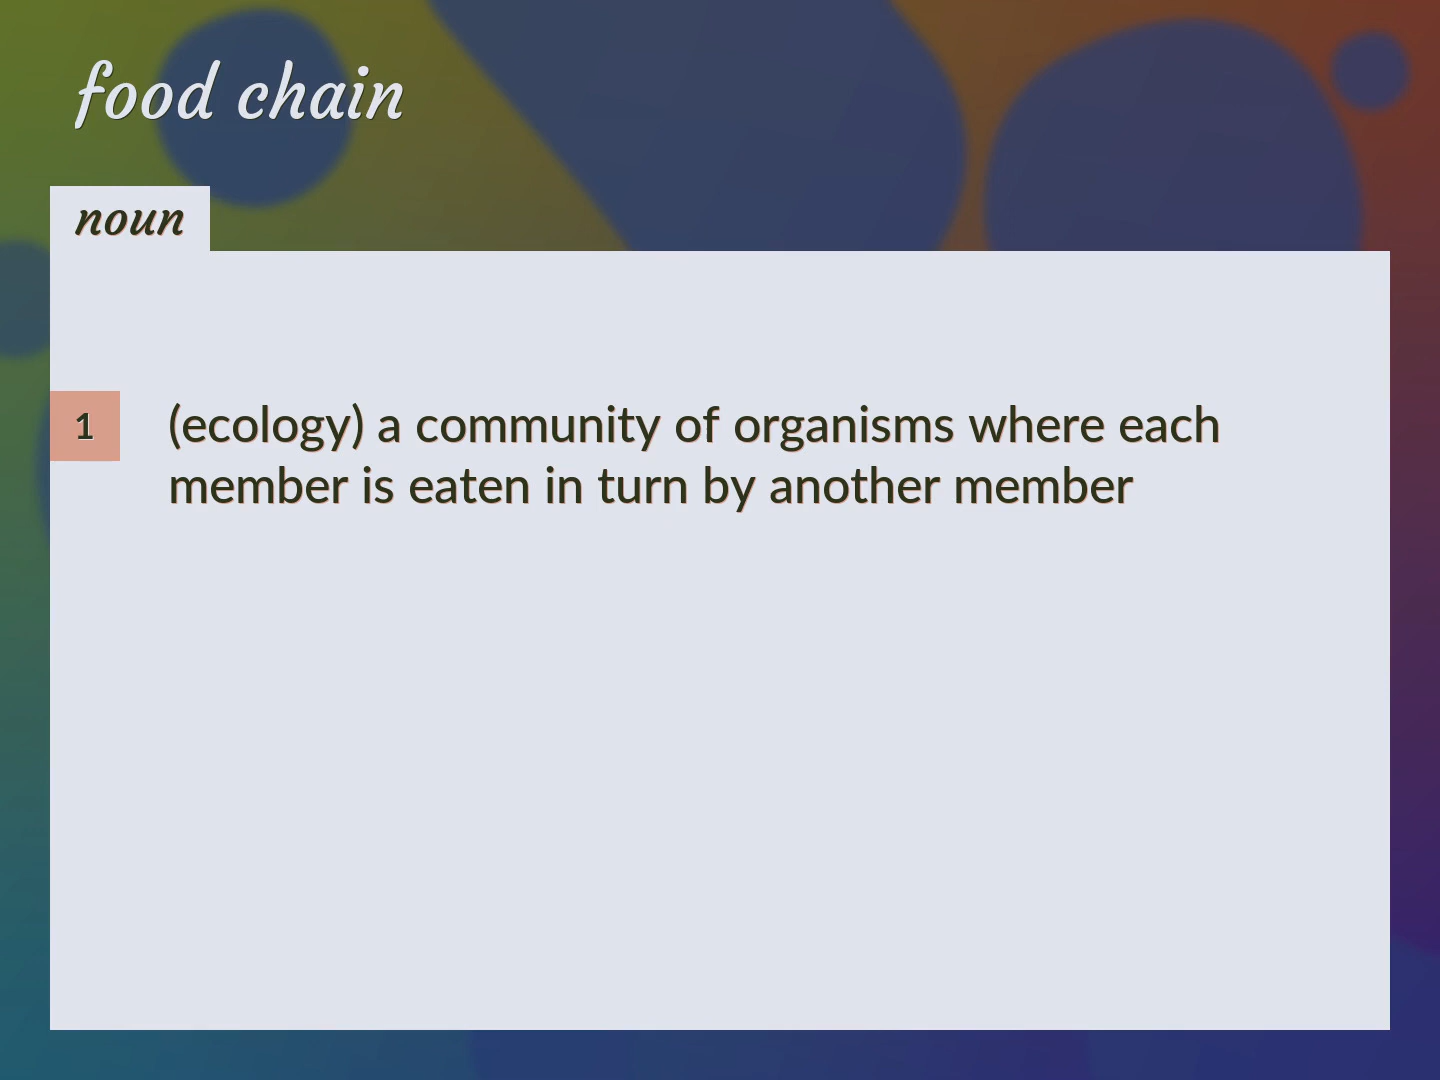 food chain
noun
1
(ecology) a community of organisms where each
member is eaten in turn by another member